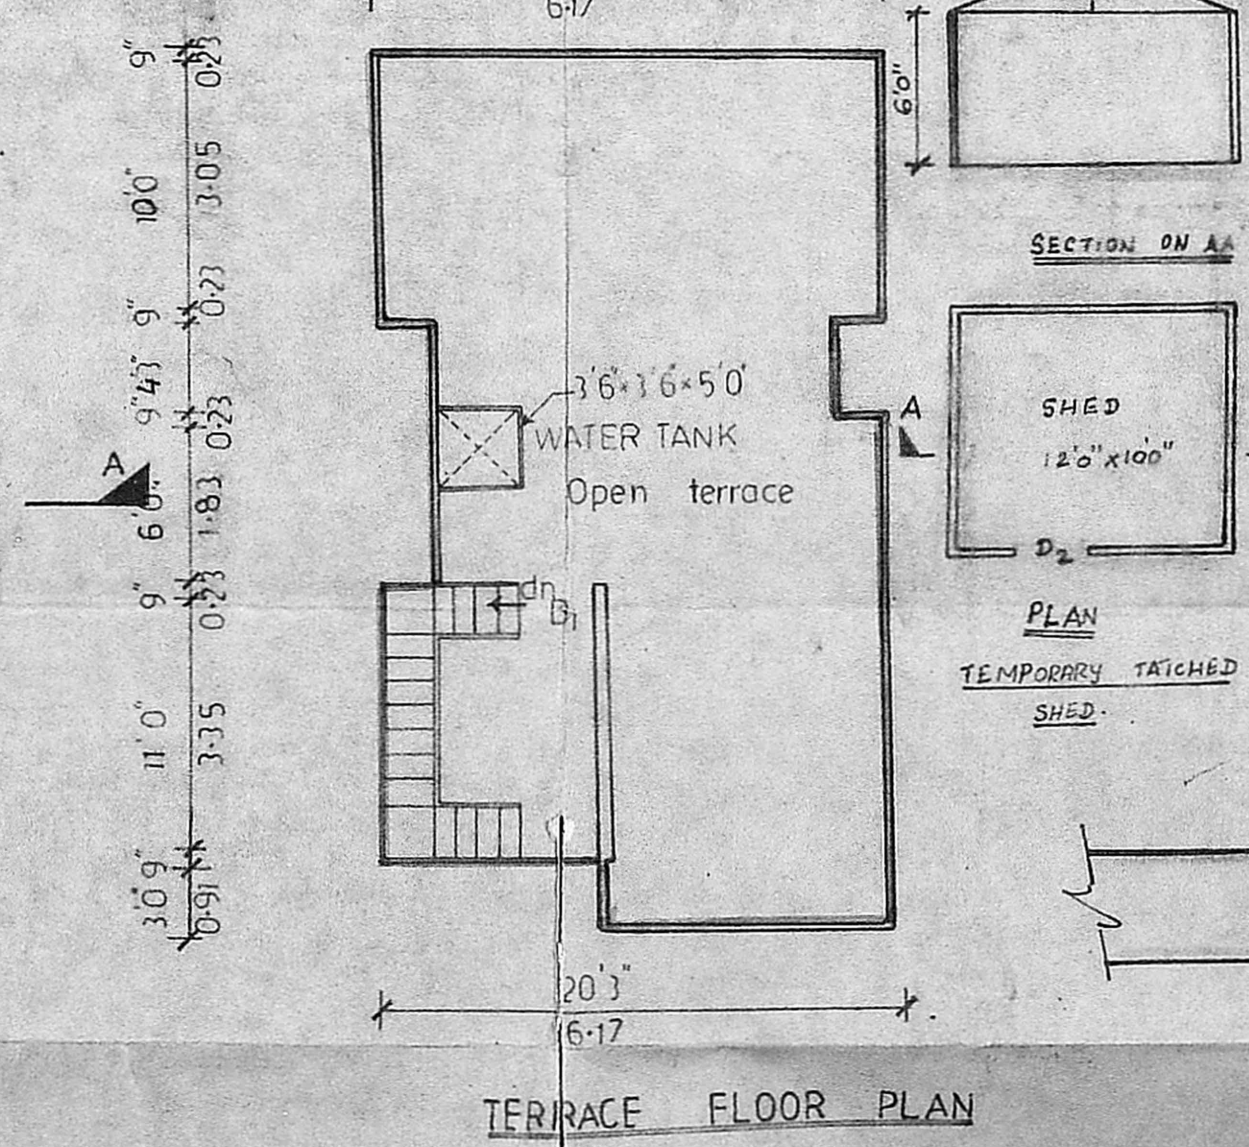 6.17
9"
0.23
10'0"
3.05
9"
0.23
4'3"
9"
0.23
A
6'0"
1.83
9"
0.23
11'0"
3.35
9"
3'0"
0.91
3'6"×3'6"×5'0"
WATER TANK
Open terrace
dn
20'3"
6.17
TERRACE FLOOR PLAN
6'0"
SECTION ON AA
A
SHED
12'0"×10'0"
D2
PLAN
TEMPORARY TATCHED
SHED.